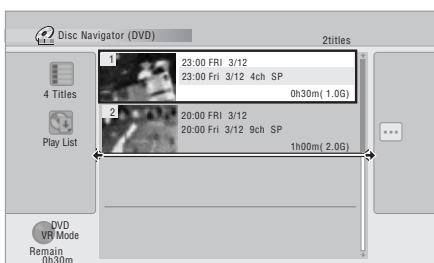 Disc Navigator (DVD)
2titles
4 Titles
Play List
1
23:00 FRI 3/12
23:00 Fri 3/12 4ch SP
0h30m( 1.0G)
2
20:00 FRI 3/12
20:00 Fri 3/12 9ch SP
1h00m( 2.0G)
DVD
VR Mode
Remain
0h30m